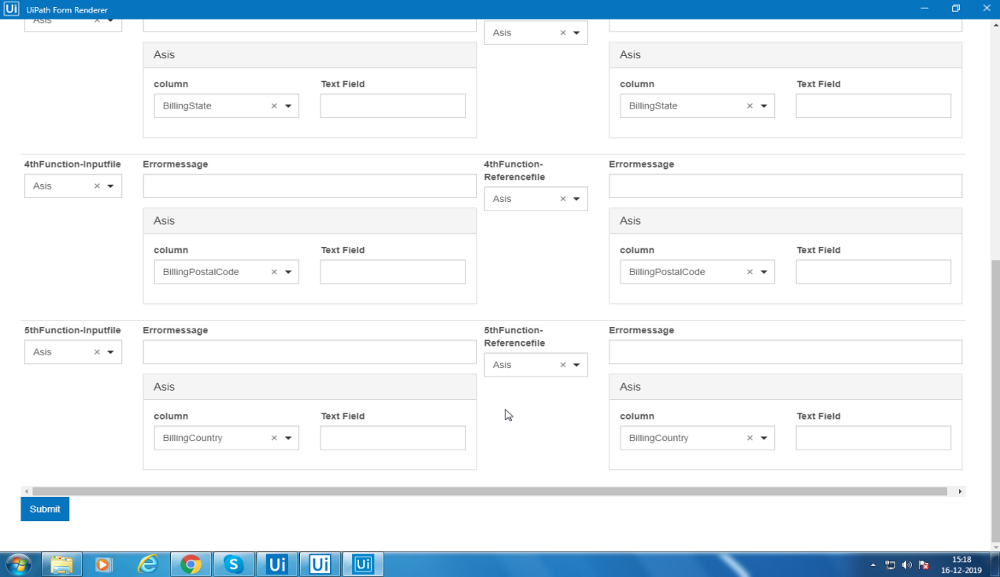 UiPath Form Renderer
Asis
Asis
Asis
Asis
column Text Field
column Text Field
BillingState
BillingState
4thFunction-Inputfile
Errormessage
4thFunction-
Referencefile
Errormessage
Asis
Asis
Asis
Asis
column Text Field
column Text Field
BillingPostalCode
BillingPostalCode
5thFunction-Inputfile
Errormessage
5thFunction-
Referencefile
Errormessage
Asis
Asis
Asis
Asis
column Text Field
column Text Field
BillingCountry
BillingCountry
Submit
15:18
16-12-2019